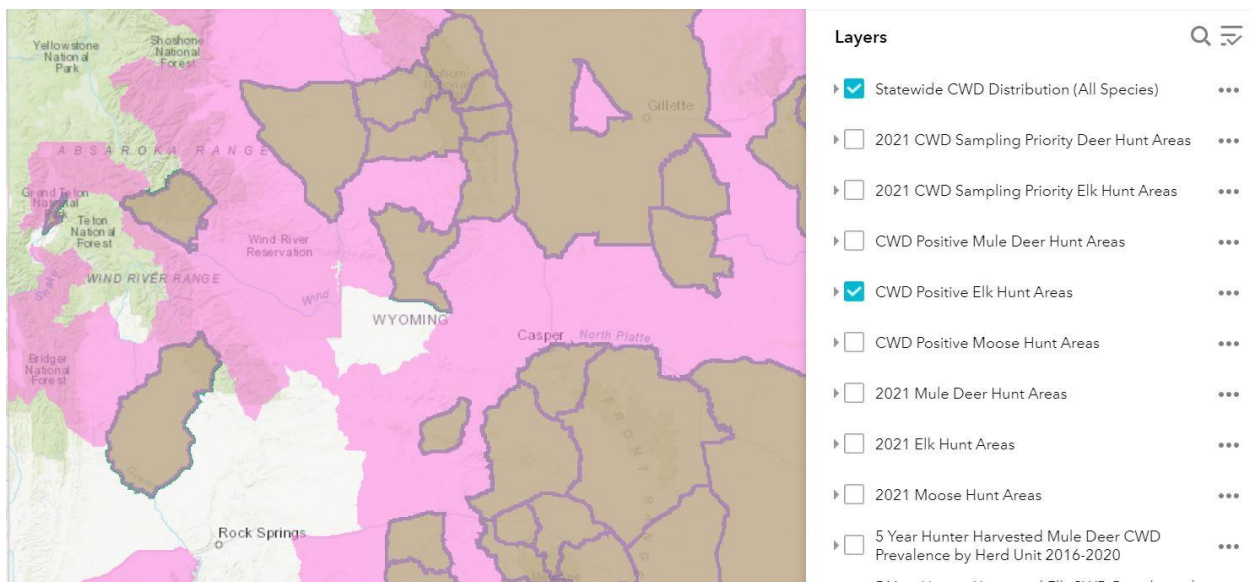 Yellowstone
National
Park
Shoshone
National
Forest
Gillette
ABSAROKA RANGE
Grand Teton
National
Park
Teton
National
Forest
Wind River
Reservation
WIND RIVER RANGE
Snake
Wind
WYOMING
Casper
North Platte
Bridger
National
Forest
FRONT RANG
Green
Rock Springs
Layers
Statewide CWD Distribution (All Species)
2021 CWD Sampling Priority Deer Hunt Areas
2021 CWD Sampling Priority Elk Hunt Areas
CWD Positive Mule Deer Hunt Areas
CWD Positive Elk Hunt Areas
CWD Positive Moose Hunt Areas
2021 Mule Deer Hunt Areas
2021 Elk Hunt Areas
2021 Moose Hunt Areas
5 Year Hunter Harvested Mule Deer CWD
Prevalence by Herd Unit 2016-2020